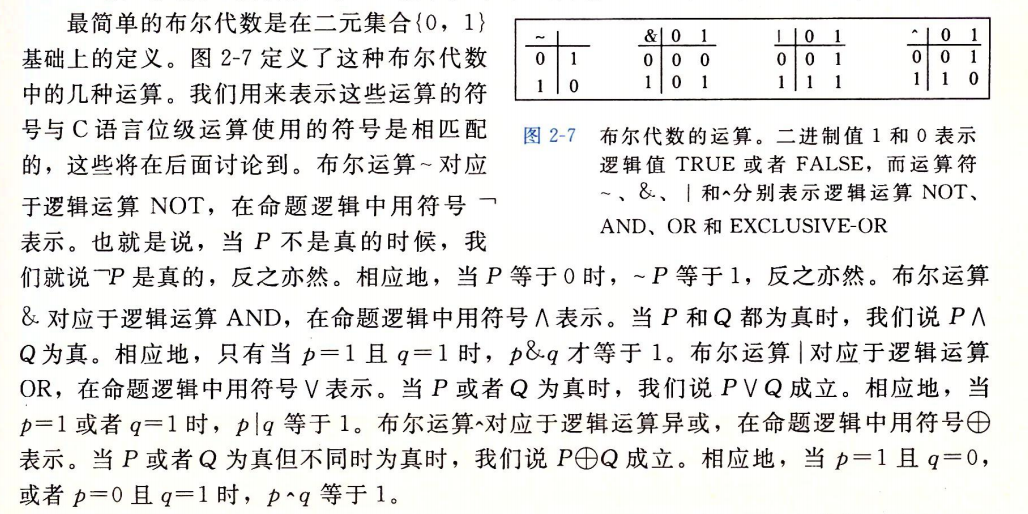 最简单的布尔代数是在二元集合{0，1}
基础上的定义。图 2-7 定义了这种布尔代数
中的几种运算。我们用来表示这些运算的符
号与 C 语言位级运算使用的符号是相匹配
的，这些将在后面讨论到。布尔运算~对应
于逻辑运算 NOT，在命题逻辑中用符号 ¬
表示。也就是说，当 P 不是真的时候，我
~
0 1
1 0
& 0 1
0 0 0
1 0 1
| 0 1
0 0 1
1 1 1
^ 0 1
0 0 1
1 1 0
图 2-7 布尔代数的运算。二进制值 1 和 0 表示
逻辑值 TRUE 或者 FALSE，而运算符
~、&、|和^分别表示逻辑运算 NOT、
AND、OR 和 EXCLUSIVE-OR
们就说¬P 是真的，反之亦然。相应地，当 P 等于 0 时，~P 等于 1，反之亦然。布尔运算
& 对应于逻辑运算 AND，在命题逻辑中用符号∧表示。当 P 和 Q 都为真时，我们说 P∧
Q 为真。相应地，只有当 p=1 且 q=1 时，p&q 才等于 1。布尔运算|对应于逻辑运算
OR，在命题逻辑中用符号∨表示。当 P 或者 Q 为真时，我们说 P∨Q 成立。相应地，当
p=1 或者 q=1 时，p|q 等于 1。布尔运算^对应于逻辑运算异或，在命题逻辑中用符号⊕
表示。当 P 或者 Q 为真但不同时为真时，我们说 P⊕Q 成立。相应地，当 p=1 且 q=0，
或者 p=0 且 q=1 时，p^q 等于 1。